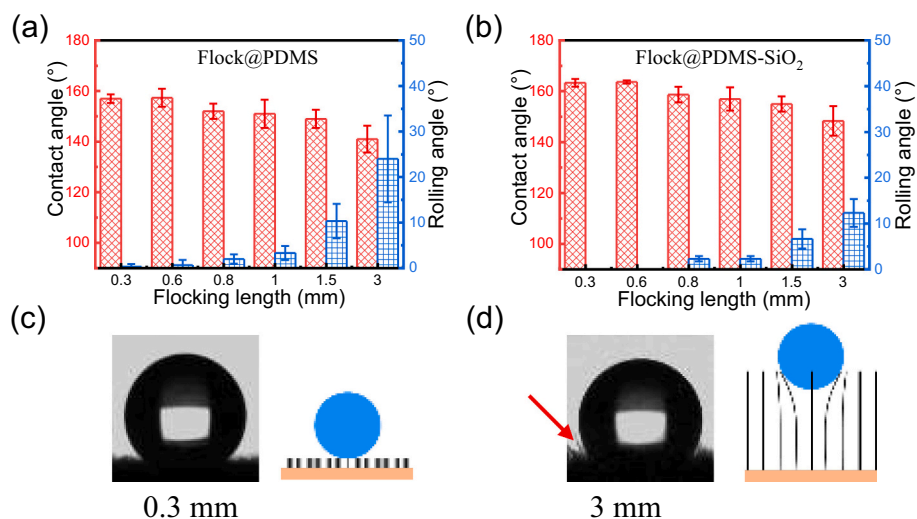 (a)
Flock@PDMS
Contact angle (°)
180
160
140
120
100
Rolling angle (°)
50
40
30
20
10
0
0.3 0.6 0.8 1 1.5 3
Flocking length (mm)
(b)
Flock@PDMS-SiO₂
Contact angle (°)
180
160
140
120
100
Rolling angle (°)
50
40
30
20
10
0
0.3 0.6 0.8 1 1.5 3
Flocking length (mm)
(c)
0.3 mm
(d)
3 mm